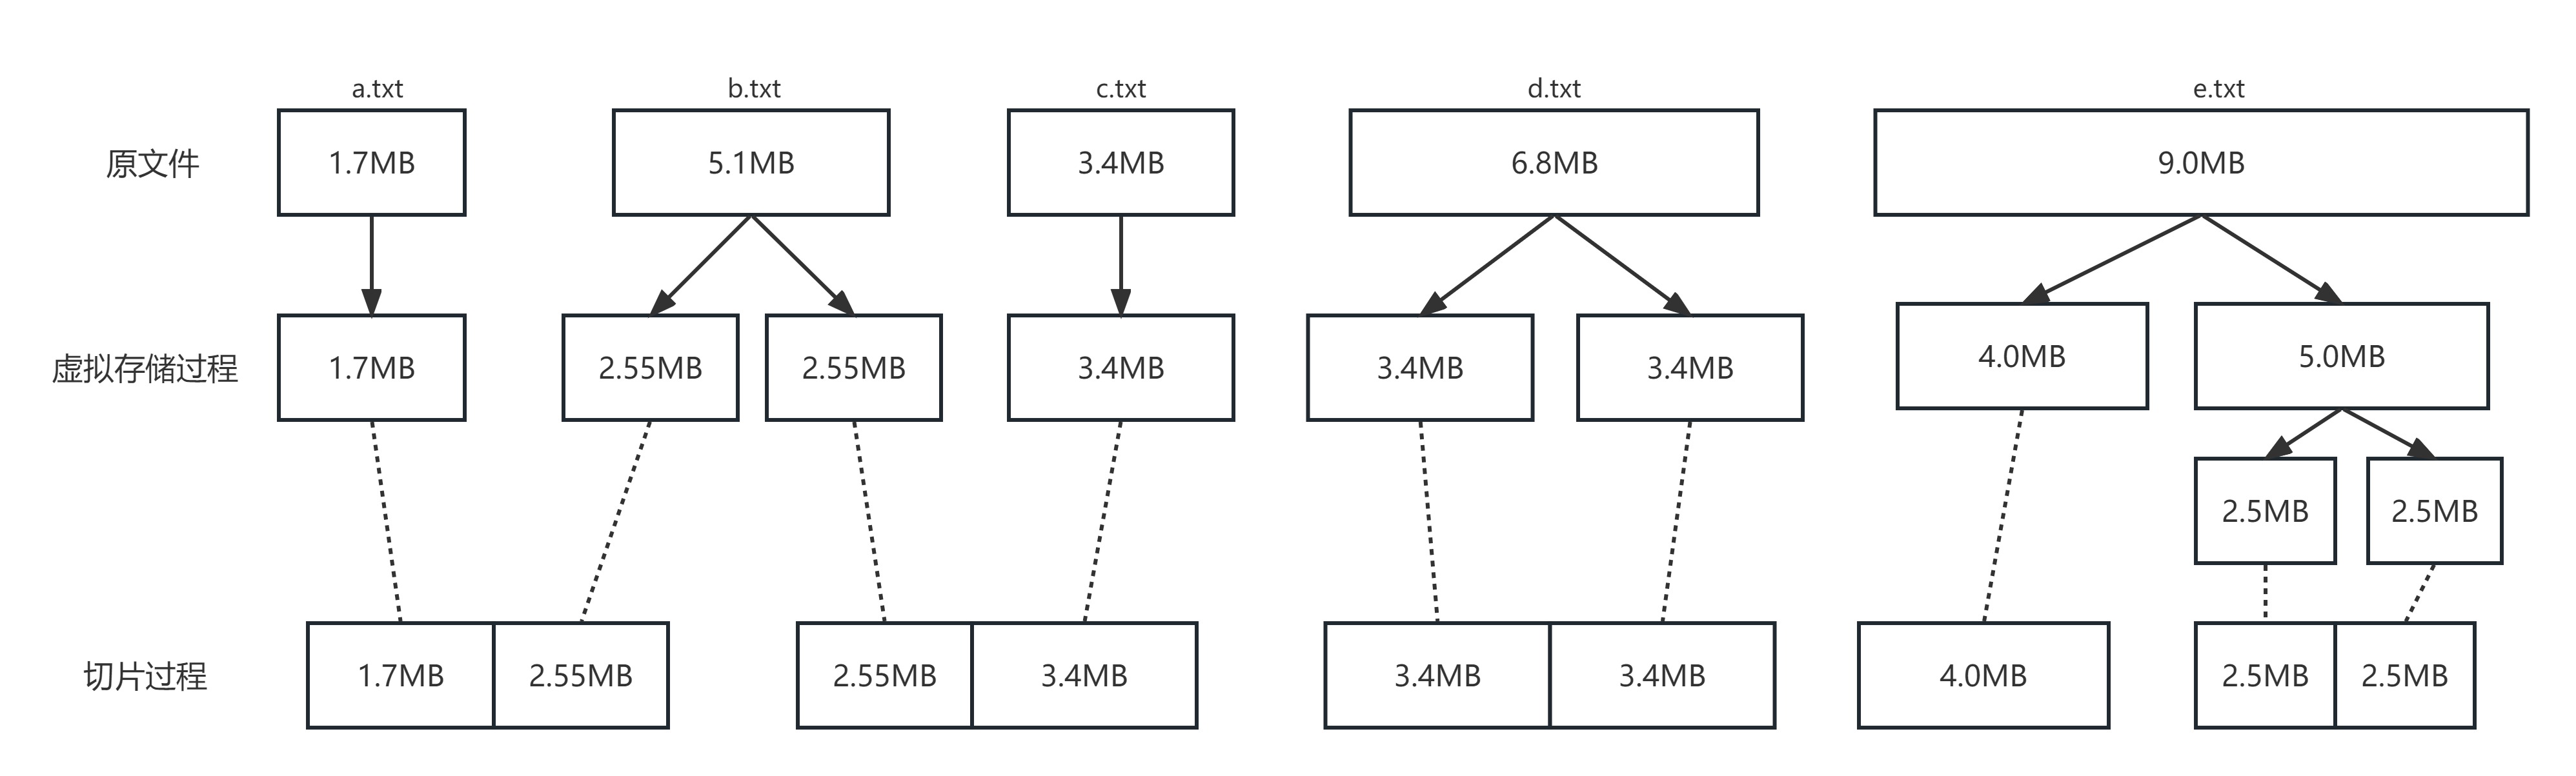 a.txt b.txt c.txt d.txt e.txt
原文件 1.7MB 5.1MB 3.4MB 6.8MB 9.0MB
虚拟存储过程 1.7MB 2.55MB 2.55MB 3.4MB 3.4MB 3.4MB 4.0MB 5.0MB
2.5MB 2.5MB
切片过程 1.7MB 2.55MB 2.55MB 3.4MB 3.4MB 3.4MB 4.0MB 2.5MB 2.5MB